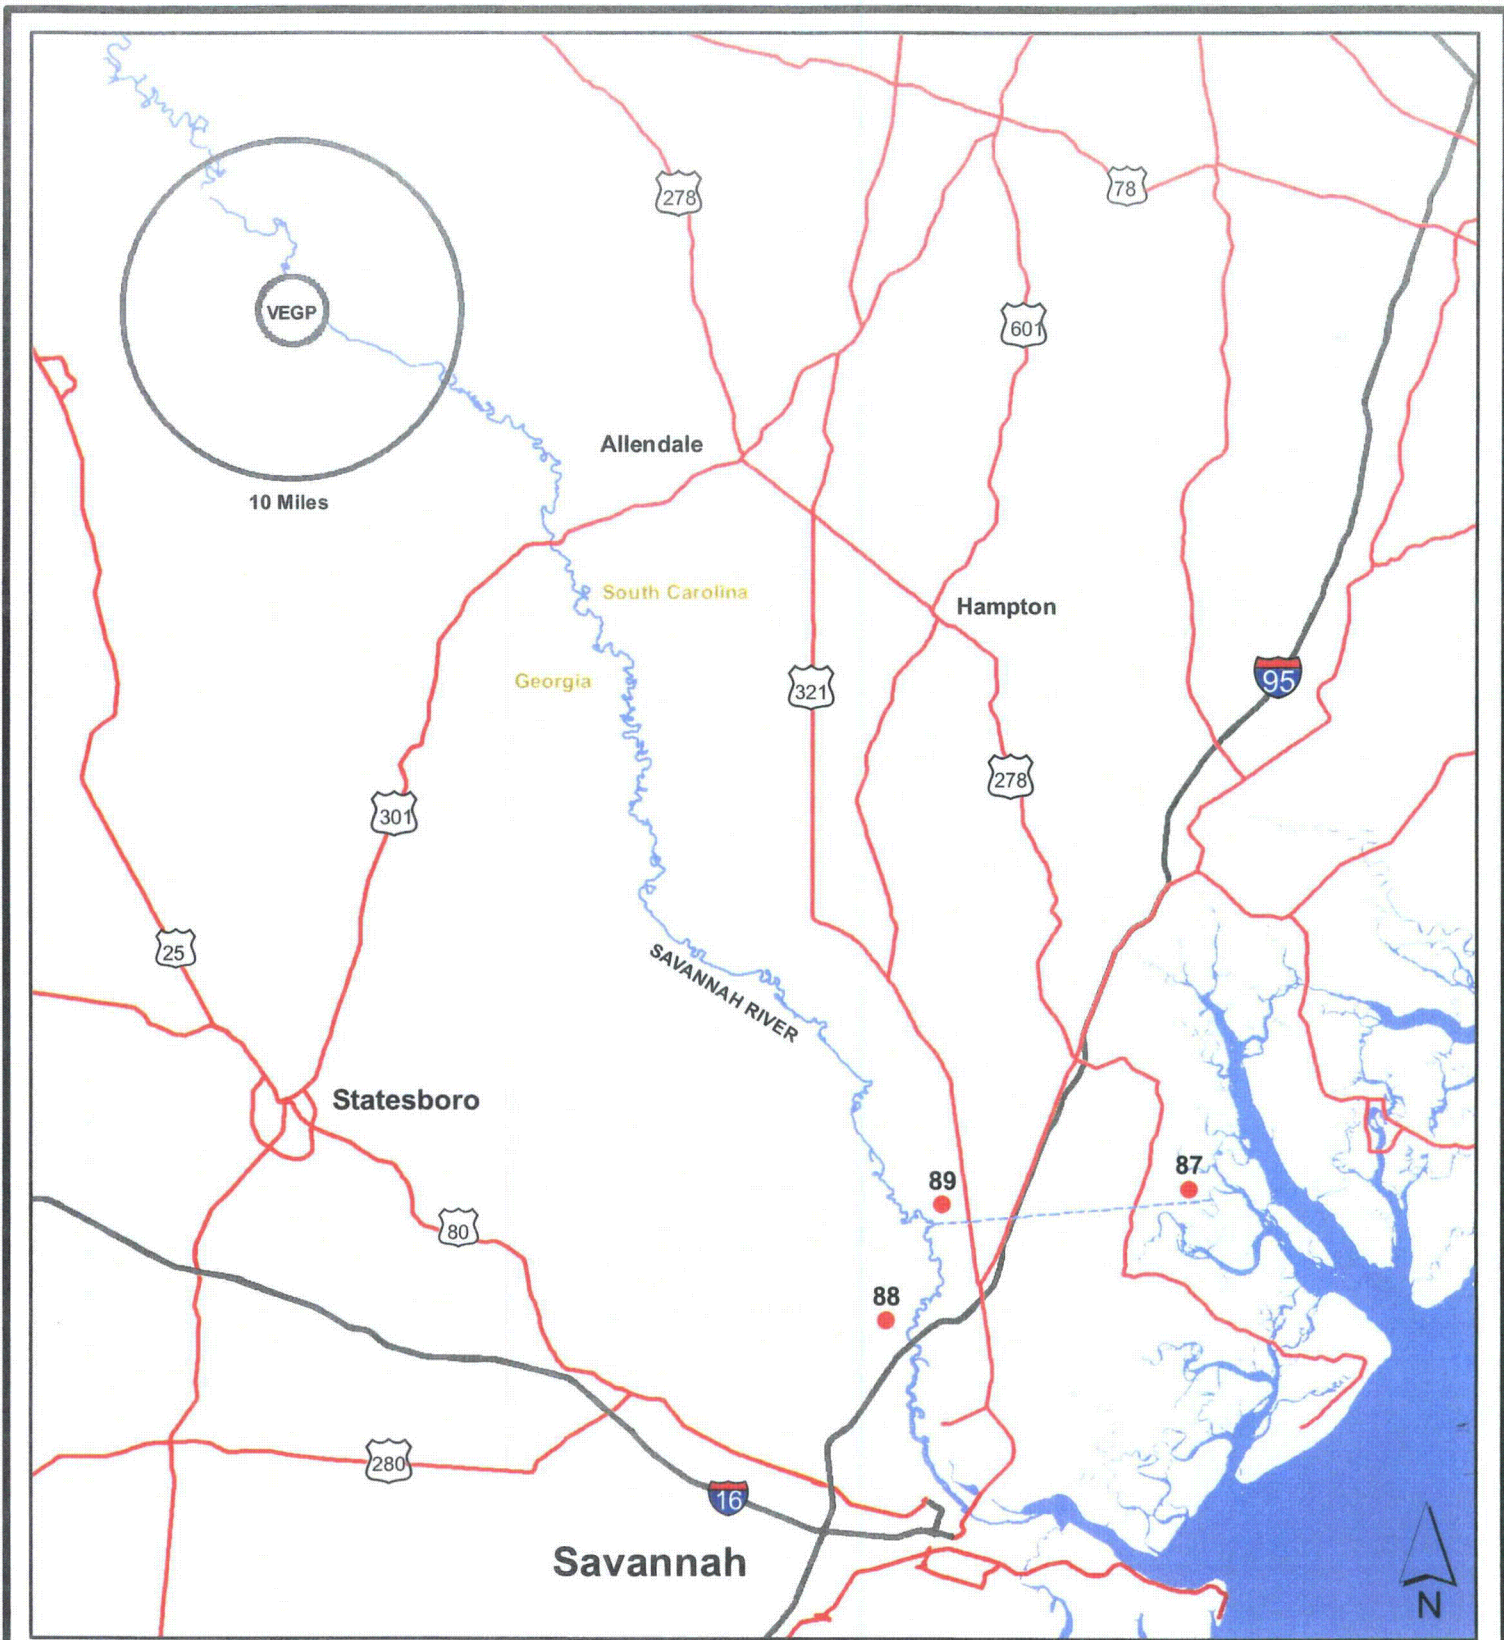 278
78
VEGP
601
Allendale
10 Miles
South Carolina
Hampton
Georgia
321
95
278
301
25
SAVANNAH RIVER
Statesboro
89
87
80
88
280
16
Savannah
N